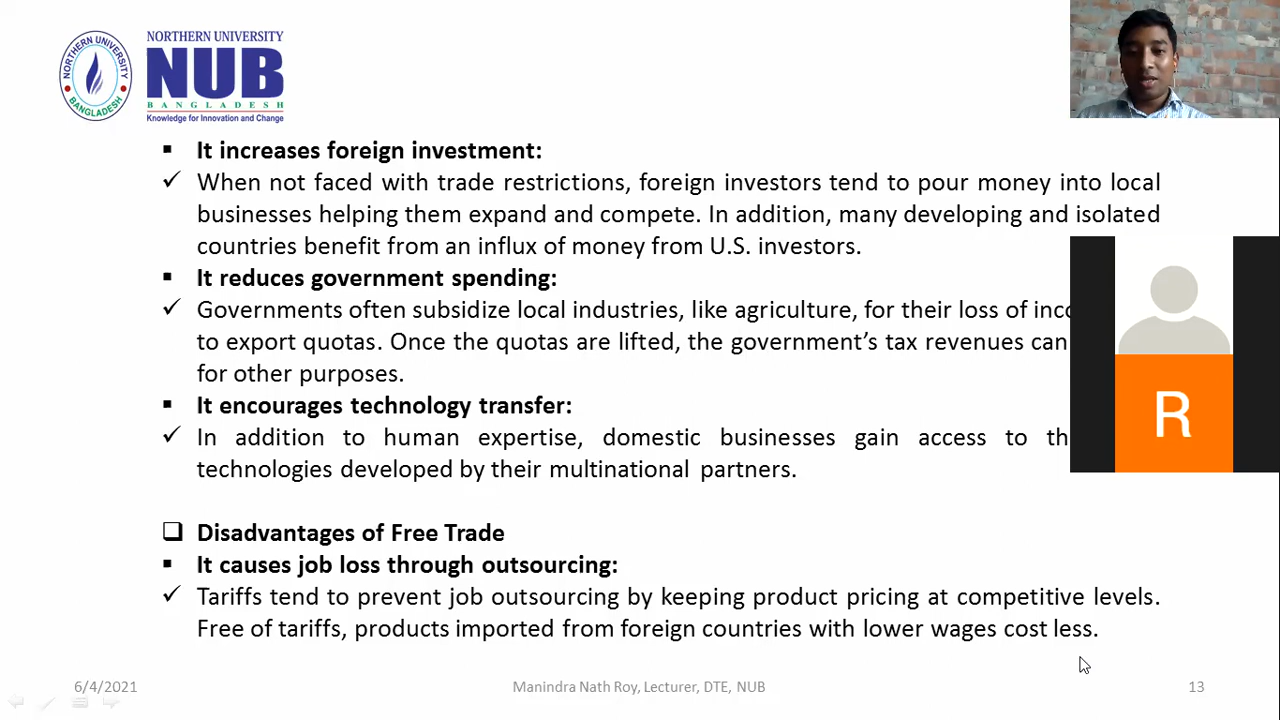 NORTHERN UNIVERSITY
BANGLADESH
NORTHERN UNIVERSITY
NUB
BANGLADESH
Knowledge for Innovation and Change
It increases foreign investment:
When not faced with trade restrictions, foreign investors tend to pour money into local
businesses helping them expand and compete. In addition, many developing and isolated
countries benefit from an influx of money from U.S. investors.
It reduces government spending:
Governments often subsidize local industries, like agriculture, for their loss of
to export quotas. Once the quotas are lifted, the government’s tax revenues can
for other purposes.
It encourages technology transfer:
In addition to human expertise, domestic businesses gain access to
technologies developed by their multinational partners.
R
Disadvantages of Free Trade
It causes job loss through outsourcing:
Tariffs tend to prevent job outsourcing by keeping product pricing at competitive levels.
Free of tariffs, products imported from foreign countries with lower wages cost less.
6/4/2021
Manindra Nath Roy, Lecturer, DTE, NUB
13